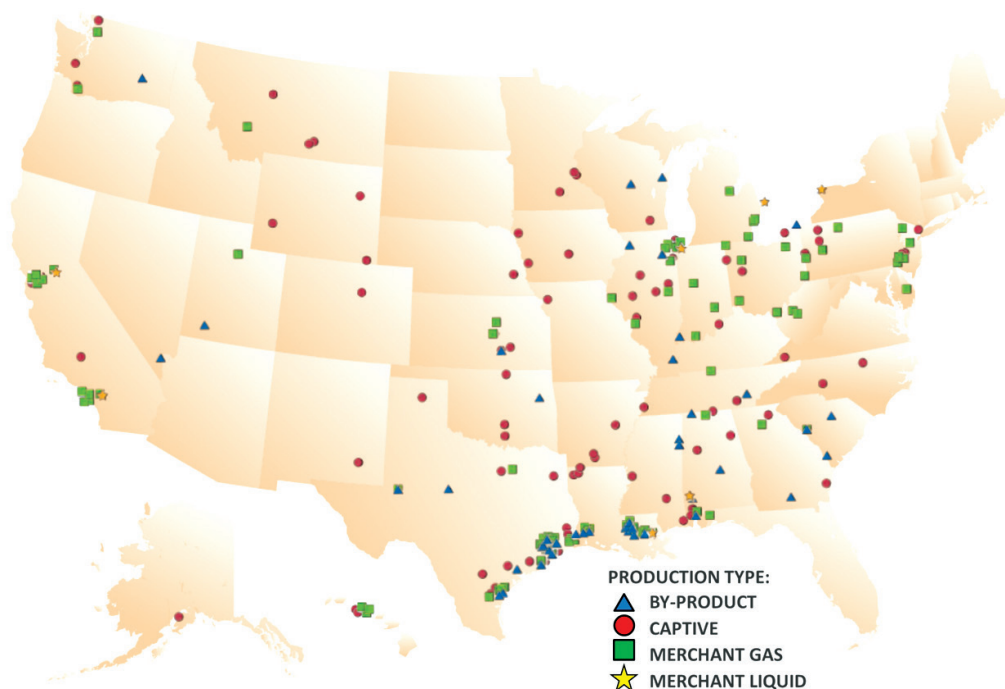 PRODUCTION TYPE:
BY-PRODUCT
CAPTIVE
MERCHANT GAS
MERCHANT LIQUID